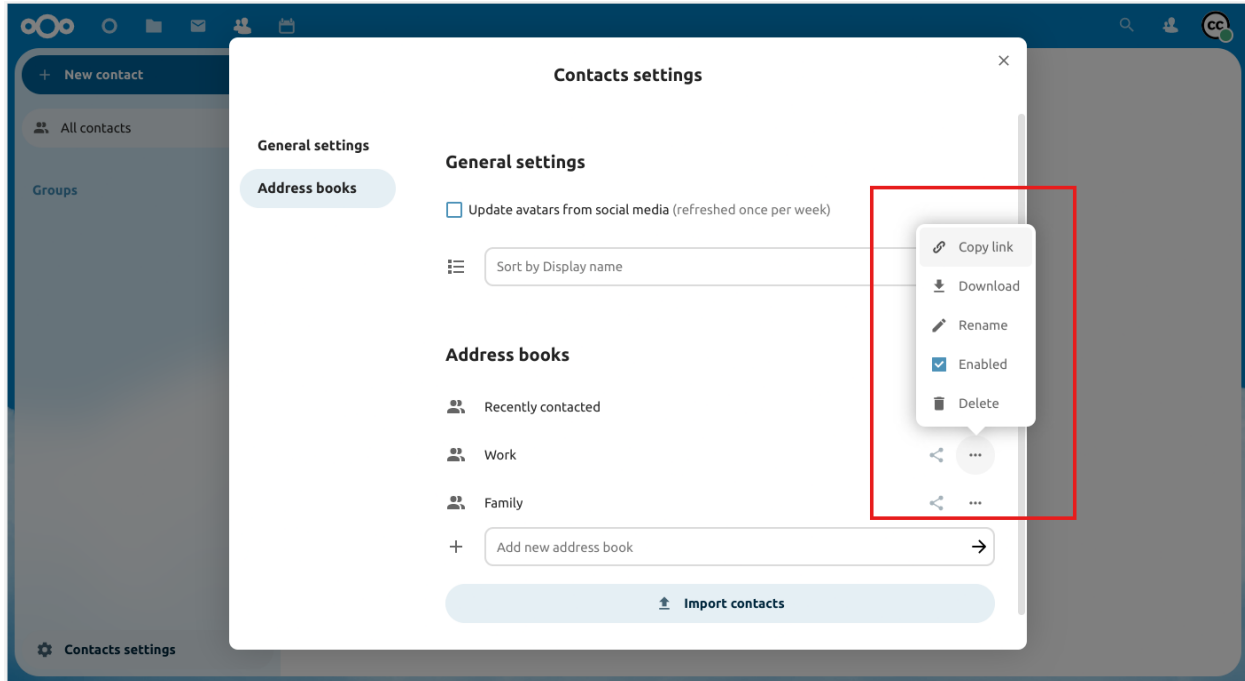 CC
New contact
All contacts
Groups
Contacts settings
Contacts settings
General settings
Address books
General settings
Update avatars from social media (refreshed once per week)
Sort by Display name
Address books
Recently contacted
Work
Family
Add new address book
Import contacts
Copy link
Download
Rename
Enabled
Delete